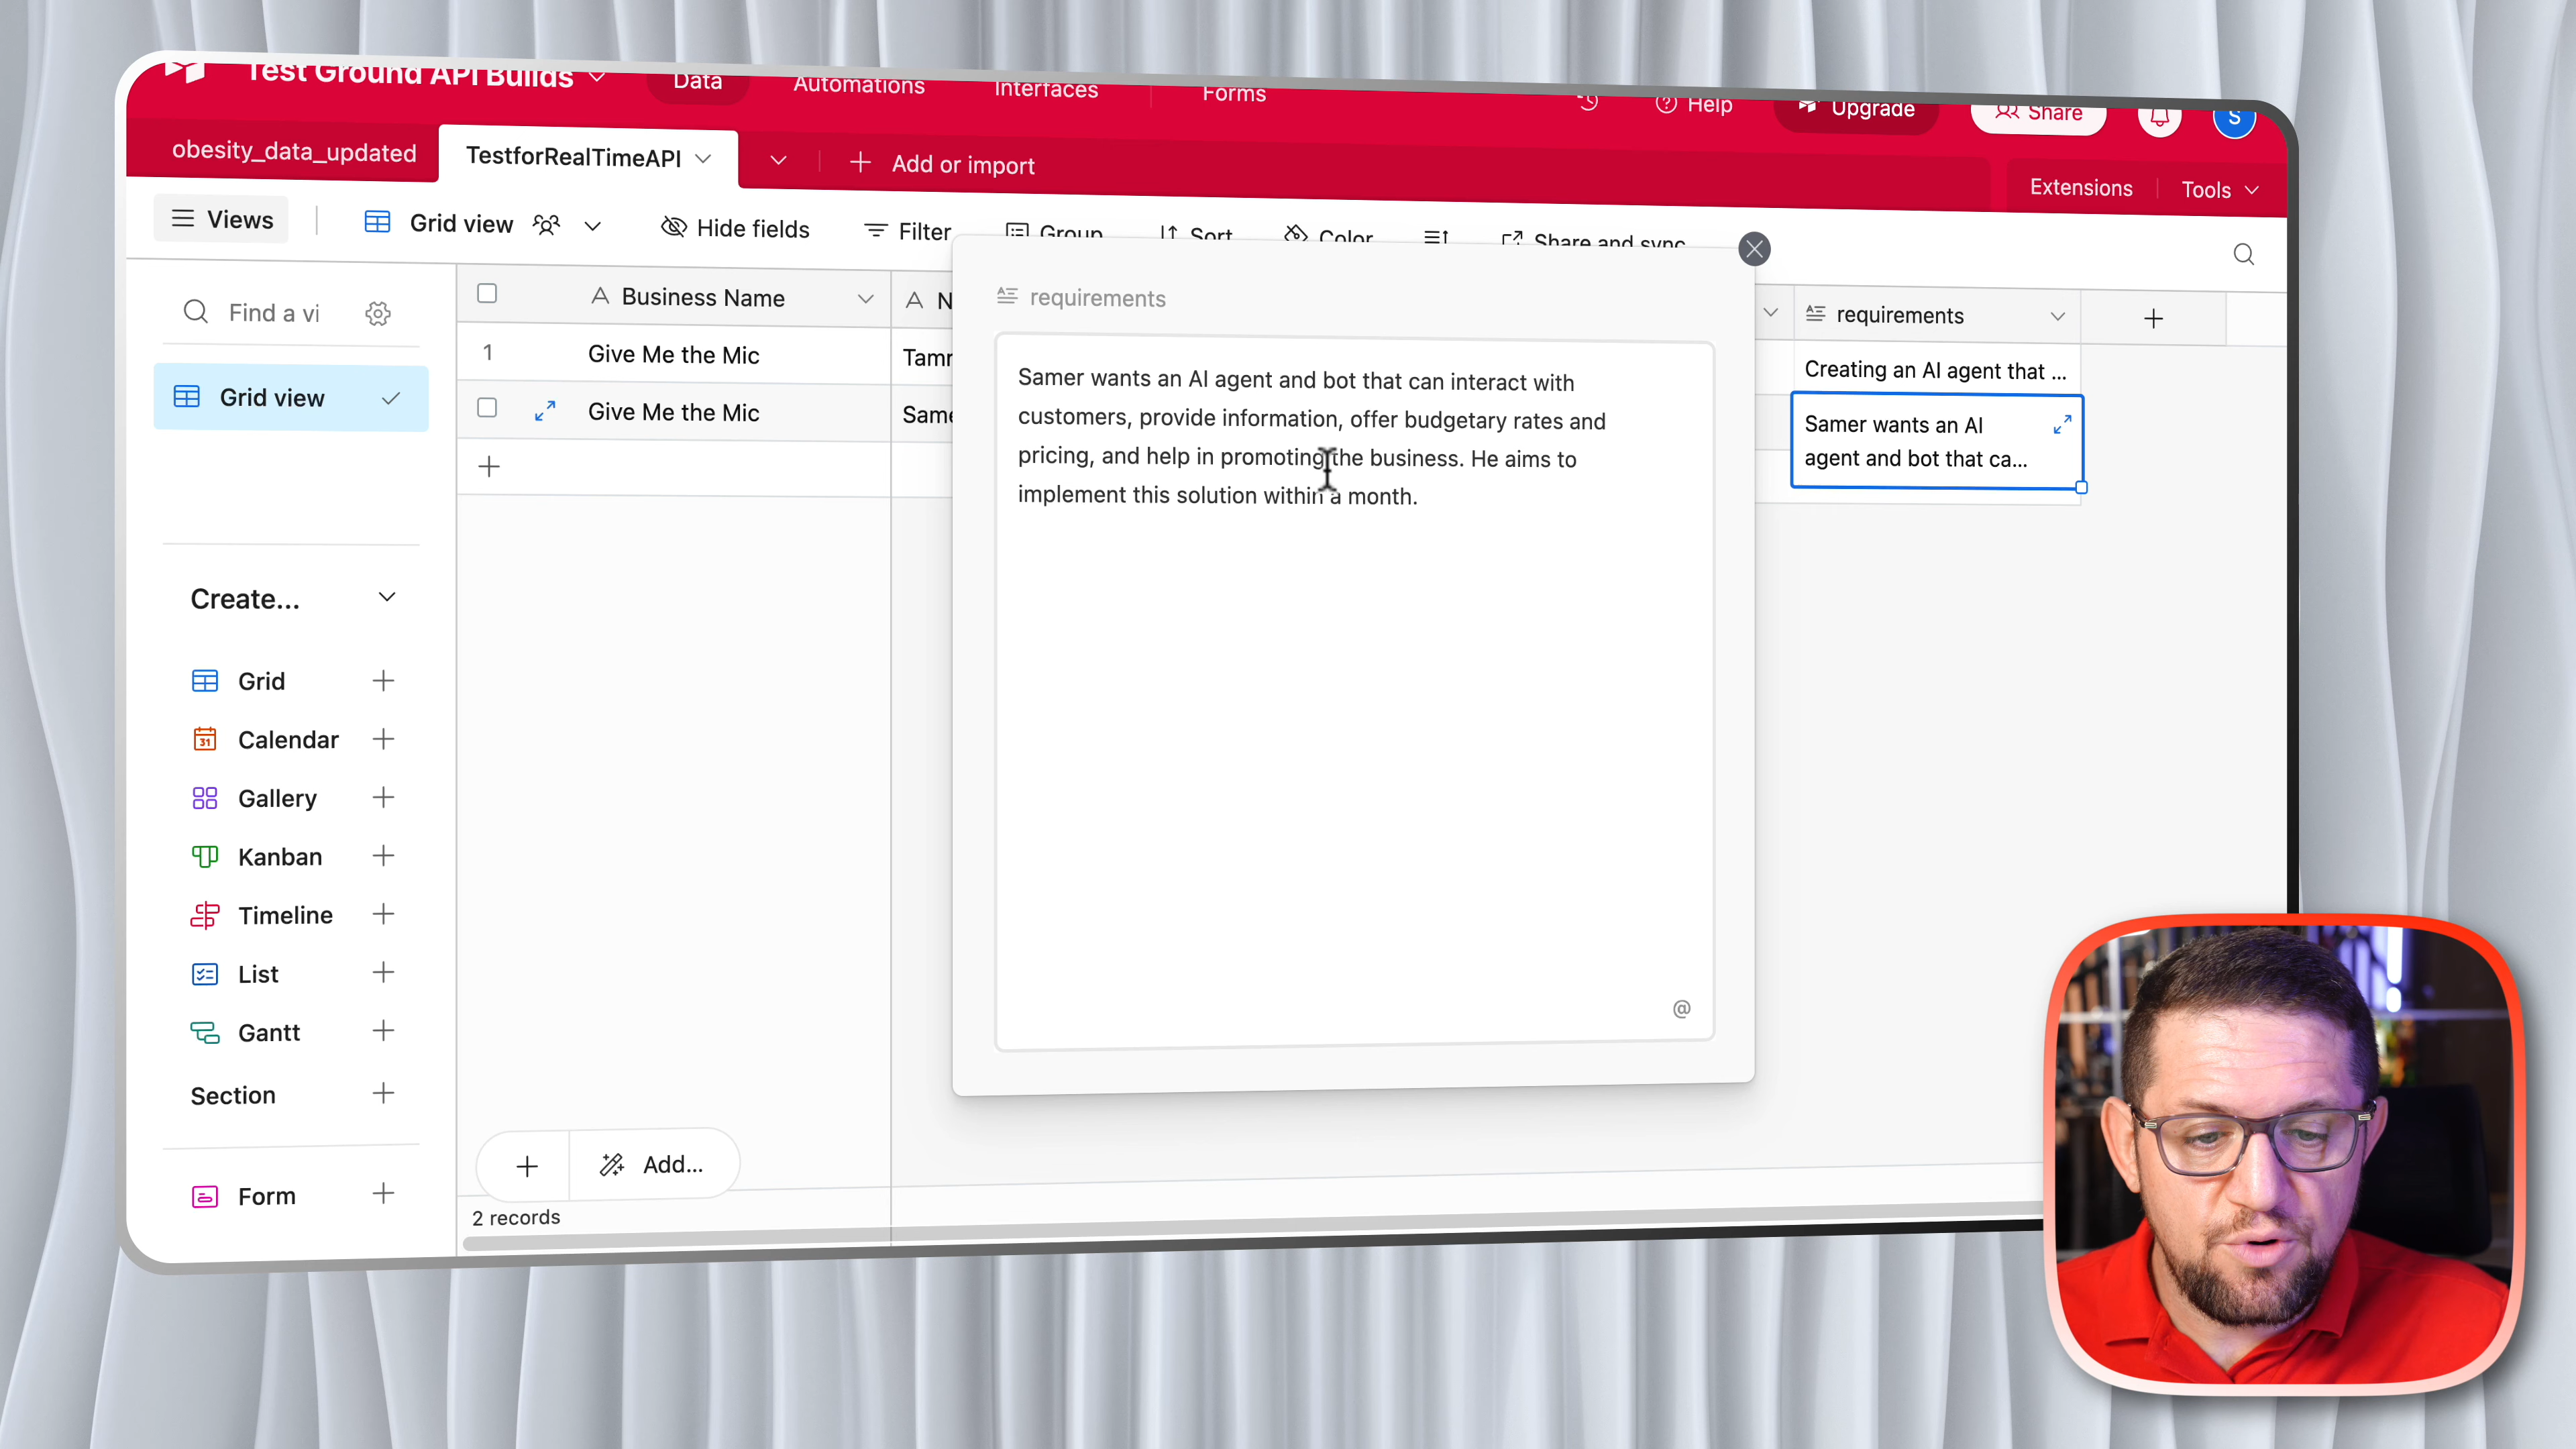 Test Ground API Builds
Data
Automations
Interfaces
Forms
Help
Upgrade
Share
S
obesity_data_updated
TestforRealTimeAPI
Add or import
Extensions
Tools
Views
Grid view
Hide fields
Filter
Group
Sort
Color
Share and sync
Find a vi
Grid view
Create...
Grid
31
Calendar
Gallery
Kanban
Timeline
List
Gantt
Section
Form
Business Name
N
requirements
1
Give Me the Mic
Tamr
Creating an AI agent that ...
Give Me the Mic
Same
Samer wants an AI
agent and bot that ca...
requirements
Samer wants an AI agent and bot that can interact with
customers, provide information, offer budgetary rates and
pricing, and help in promoting the business. He aims to
implement this solution within a month.
@
Add...
2 records